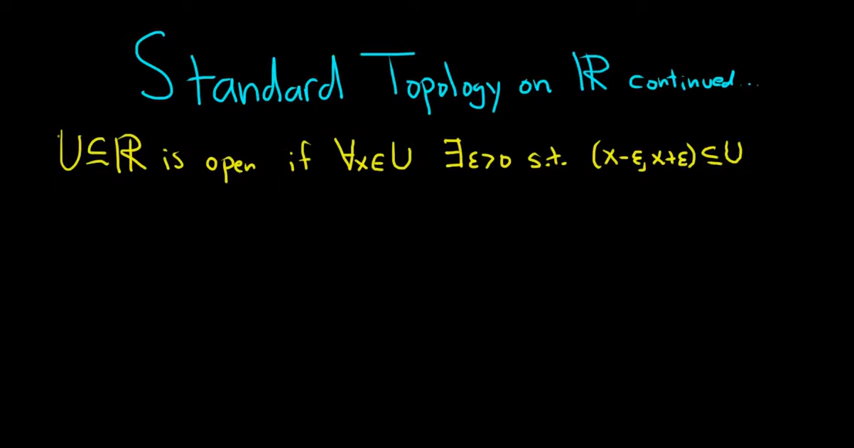 Standard Topology on ℝ continued...
U⊆ℝ is open if ∀x∈U ∃ε>0 s.t. (x-ε, x+ε)⊆U